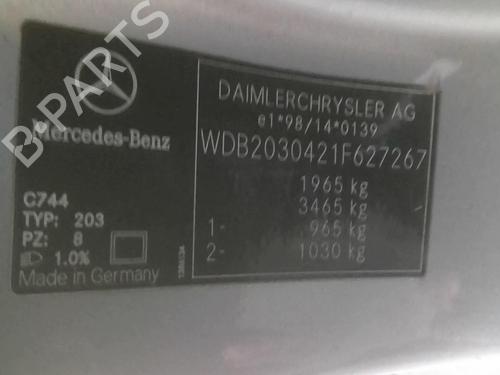 B-PARTS
Mercedes-Benz
C744
TYP: 203
PZ: 8
1.0%
Made in Germany
DAIMLERCHRYSLER AG
e1*98/14*0139
WDB2030421F627267
1965 kg
3465 kg
1- 965 kg
2- 1030 kg